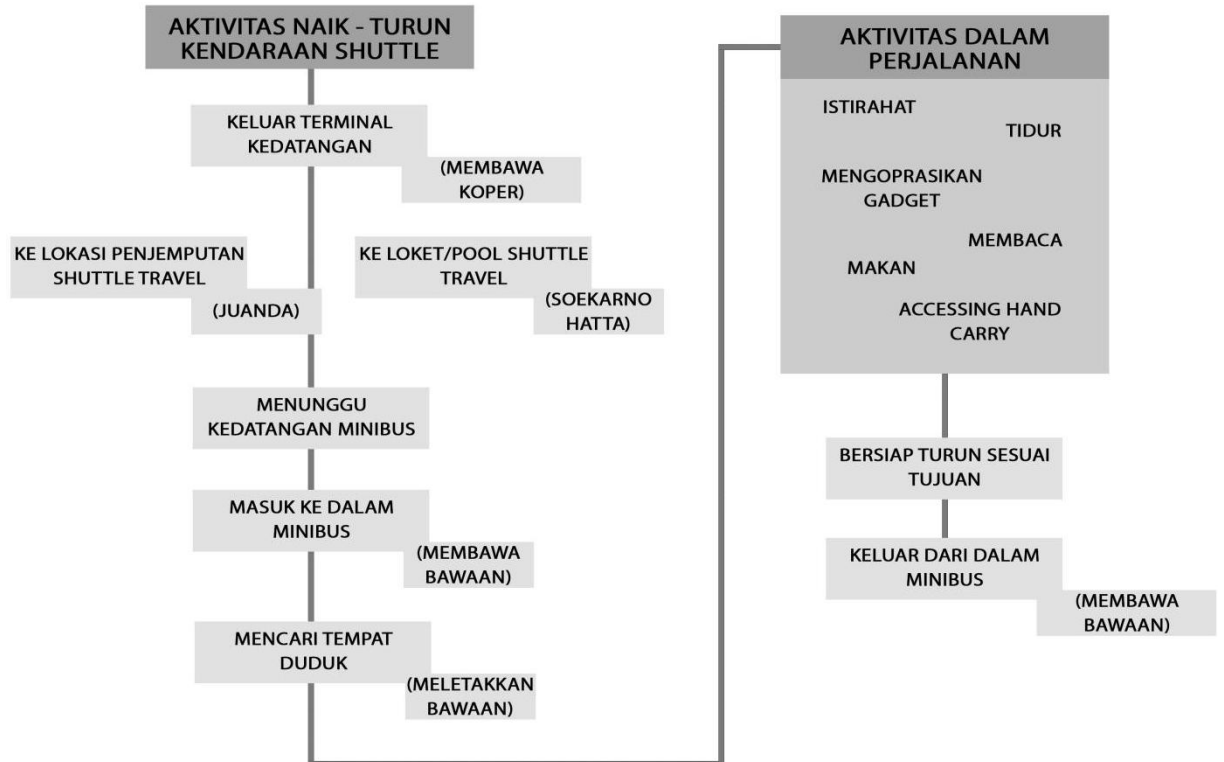 AKTIVITAS NAIK - TURUN
KENDARAAN SHUTTLE
KELUAR TERMINAL
KEDATANGAN
(MEMBAWA
KOPER)
KE LOKASI PENJEMPUTAN
SHUTTLE TRAVEL
(JUANDA)
KE LOKET/POOL SHUTTLE
TRAVEL
(SOEKARNO
HATTA)
MENUNGGU
KEDATANGAN MINIBUS
MASUK KE DALAM
MINIBUS
(MEMBAWA
BAWAAN)
MENCARI TEMPAT
DUDUK
(MELETAKKAN
BAWAAN)
AKTIVITAS DALAM
PERJALANAN
ISTIRAHAT
TIDUR
MENGOPRASIKAN
GADGET
MEMBACA
MAKAN
ACCESSING HAND
CARRY
BERSIAP TURUN SESUAI
TUJUAN
KELUAR DARI DALAM
MINIBUS
(MEMBAWA
BAWAAN)